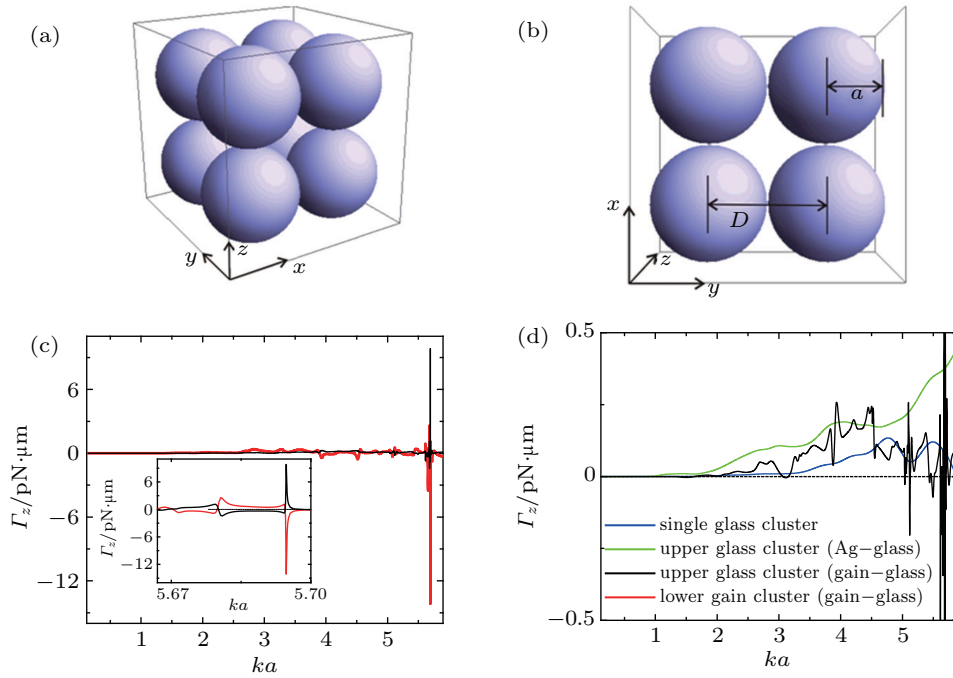 (a)
z
y
x
(b)
a
D
x
z
y
(c)
6
0
−6
−12
Γz/pN·μm
6
0
−6
−12
Γz/pN·μm
5.67
5.70
ka
1 2 3 4 5
ka
(d)
0.5
0
−0.5
Γz/pN·μm
single glass cluster
upper glass cluster (Ag−glass)
upper glass cluster (gain−glass)
lower gain cluster (gain−glass)
1 2 3 4 5
ka